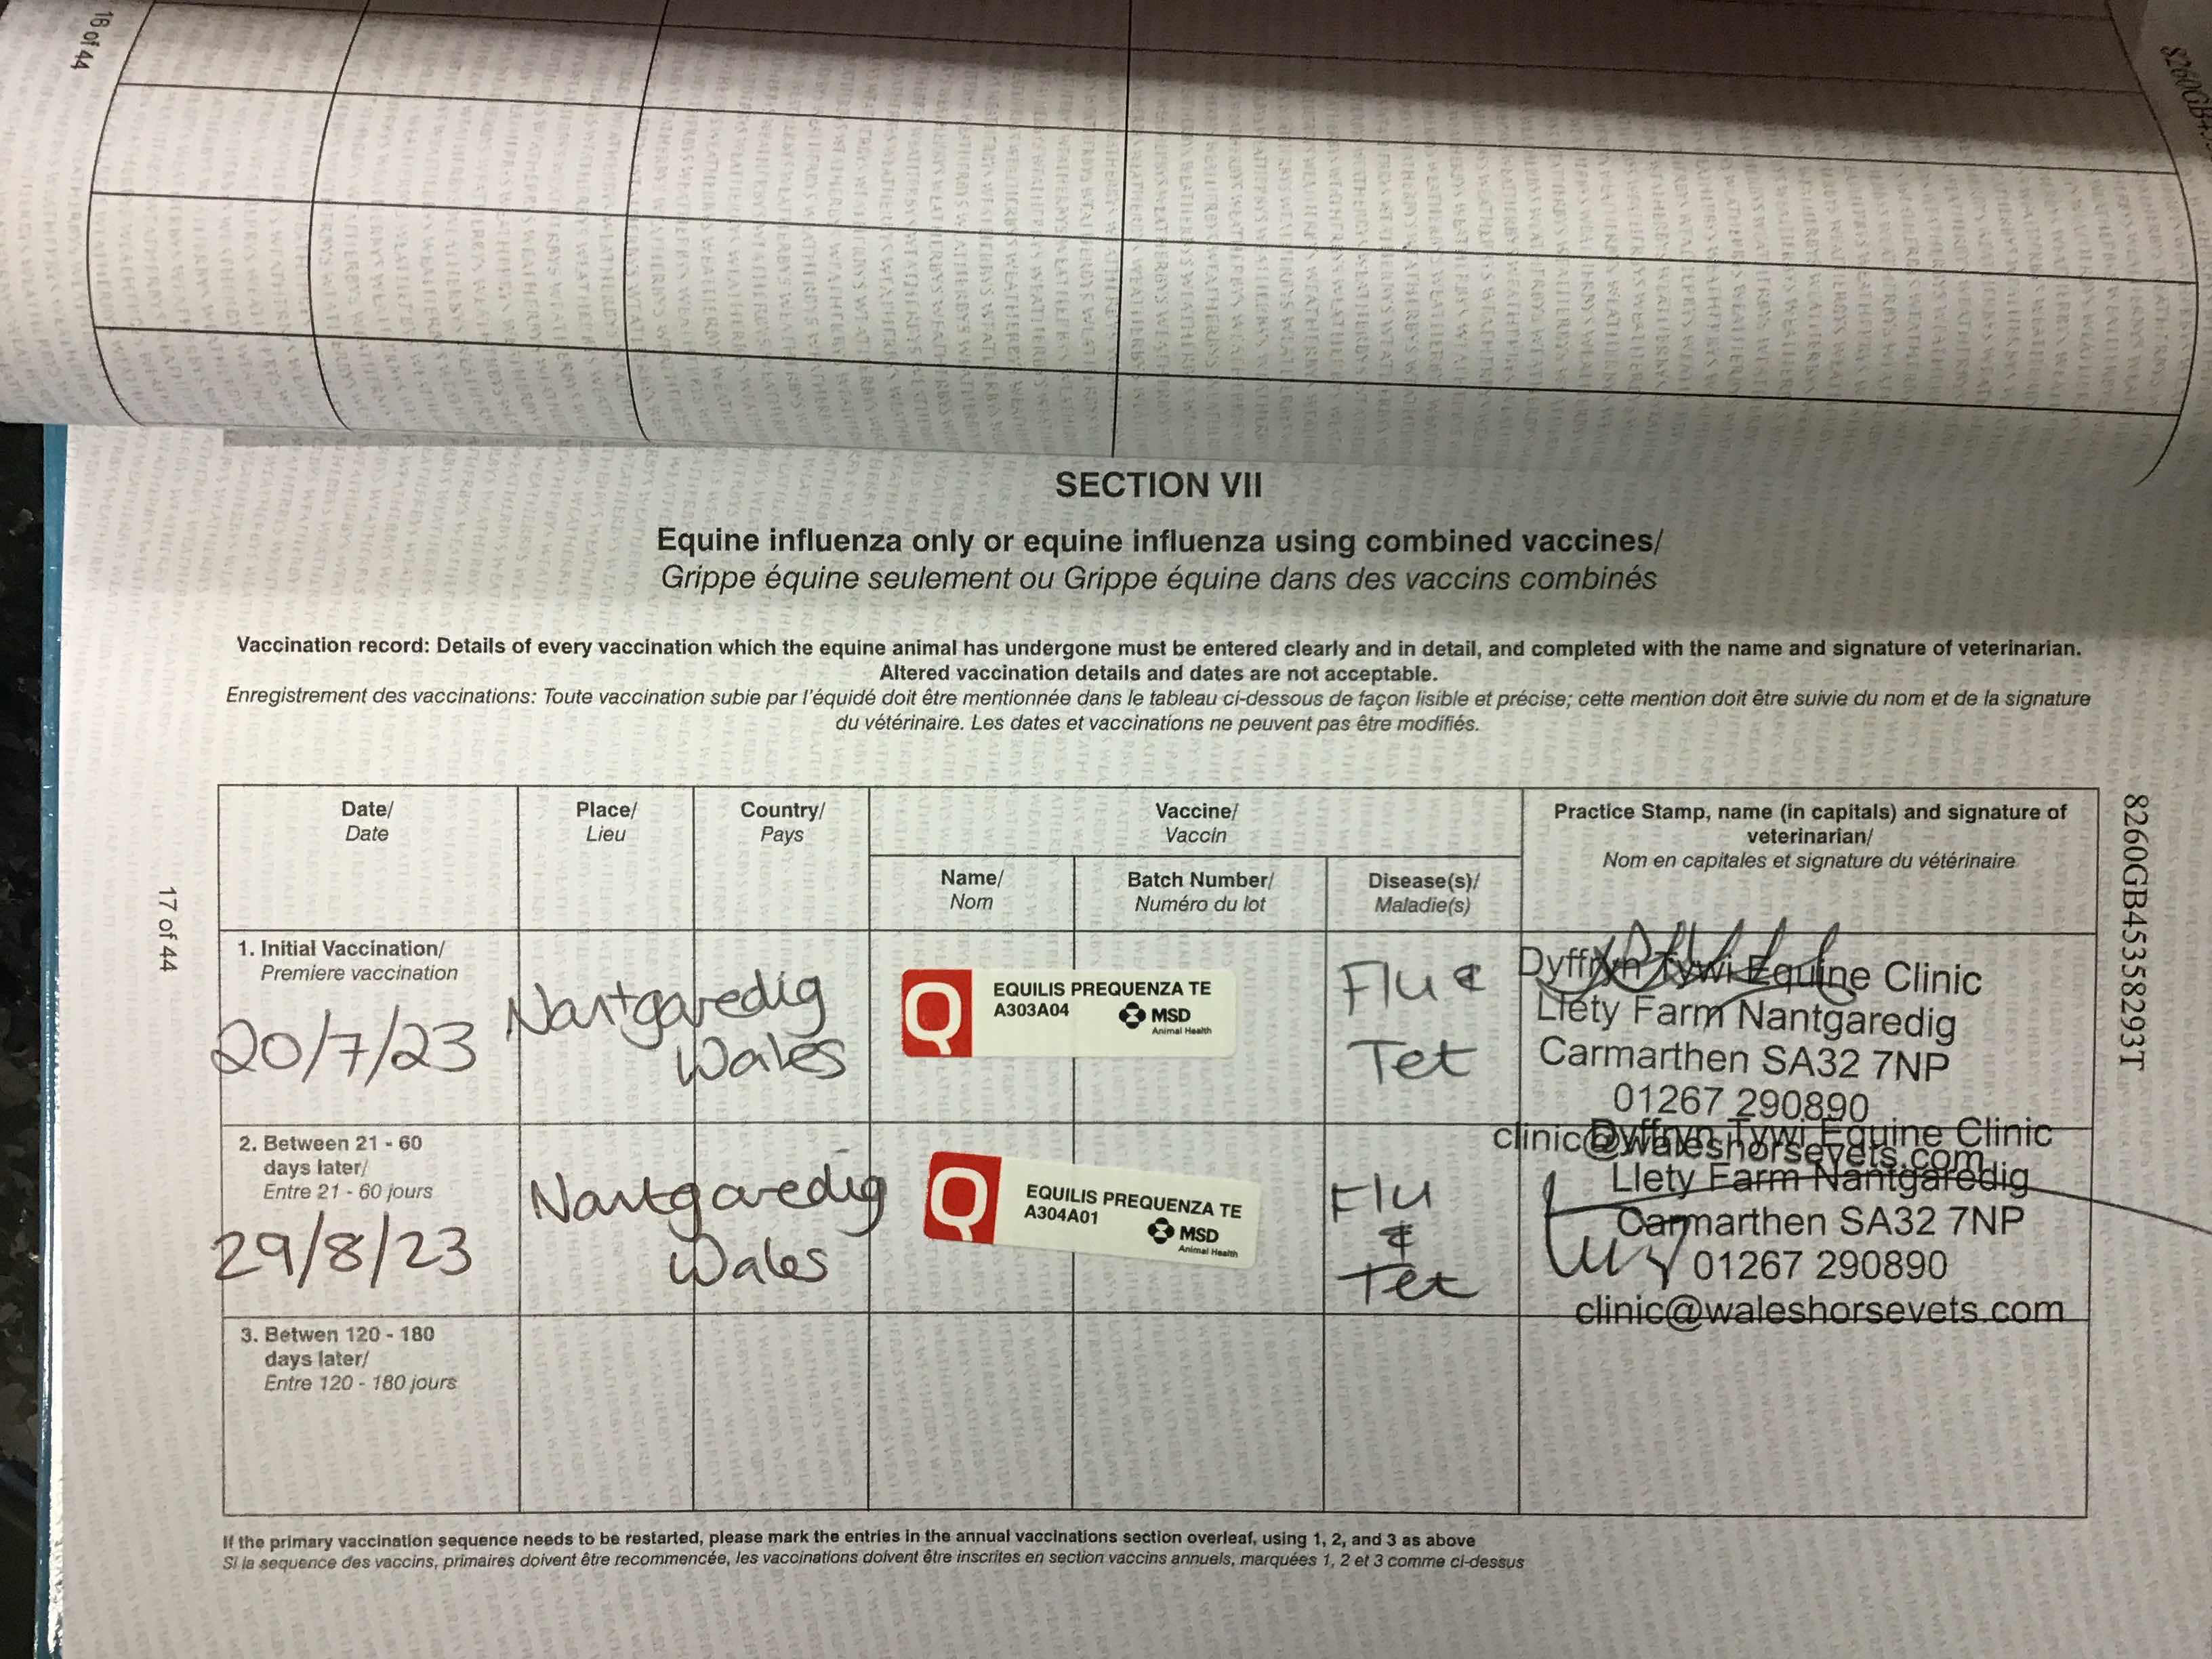 16 of 44
SECTION VII
Equine influenza only or equine influenza using combined vaccines/
Grippe équine seulement ou Grippe équine dans des vaccins combinés
Vaccination record: Details of every vaccination which the equine animal has undergone must be entered clearly and in detail, and completed with the name and signature of veterinarian.
Altered vaccination details and dates are not acceptable.
Enregistrement des vaccinations: Toute vaccination subie par l'équidé doit être mentionnée dans le tableau ci-dessous de façon lisible et précise; cette mention doit être suivie du nom et de la signature
du vétérinaire. Les dates et vaccinations ne peuvent pas être modifiés.
Date/
Date
Place/
Lieu
Country/
Pays
Vaccine/
Vaccin
Practice Stamp, name (in capitals) and signature of
veterinarian/
Nom en capitales et signature du vétérinaire
Name/
Nom
Batch Number/
Numéro du lot
Disease(s)/
Maladie(s)
1. Initial Vaccination/
Premiere vaccination
20/7/23
Nantgaredig
Wales
Q
EQUILIS PREQUENZA TE
A303A04
MSD
Animal Health
Flu &
Tet
Dyffryn Tywi Equine Clinic
Llety Farm Nantgaredig
Carmarthen SA32 7NP
01267 290890
clinic@waleshorsevets.com
2. Between 21 - 60
days later/
Entre 21 - 60 jours
29/8/23
Nantgaredig
Wales
Q
EQUILIS PREQUENZA TE
A304A01
MSD
Animal Health
Flu
&
Tet
Dyffryn Tywi Equine Clinic
Llety Farm Nantgaredig
Carmarthen SA32 7NP
01267 290890
clinic@waleshorsevets.com
3. Betwen 120 - 180
days later/
Entre 120 - 180 jours
If the primary vaccination sequence needs to be restarted, please mark the entries in the annual vaccinations section overleaf, using 1, 2, and 3 as above
Si la sequence des vaccins, primaires doivent être recommencée, les vaccinations doivent être inscrites en section vaccins annuels, marquées 1, 2 et 3 comme ci-dessus
17 of 44
8260GB45358293T